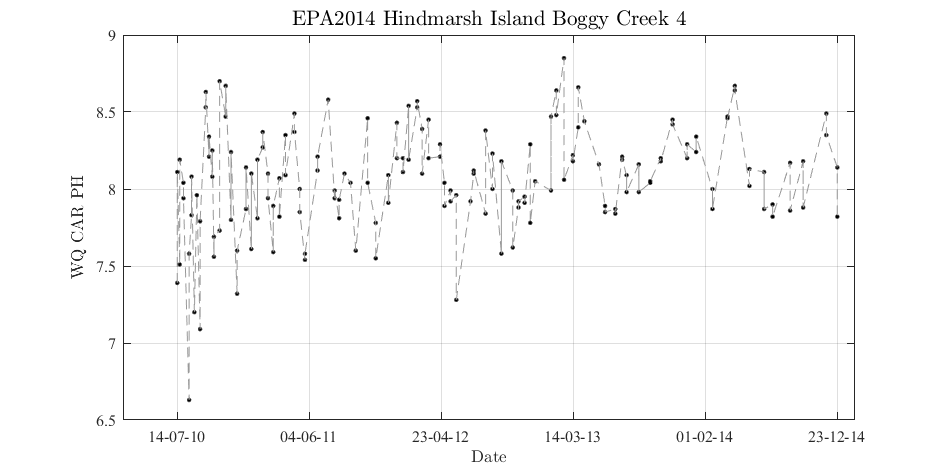 EPA2014 Hindmarsh Island Boggy Creek 4
WQ CAR PH
9
8.5
8
7.5
7
6.5
14-07-10 04-06-11 23-04-12 14-03-13 01-02-14 23-12-14
Date